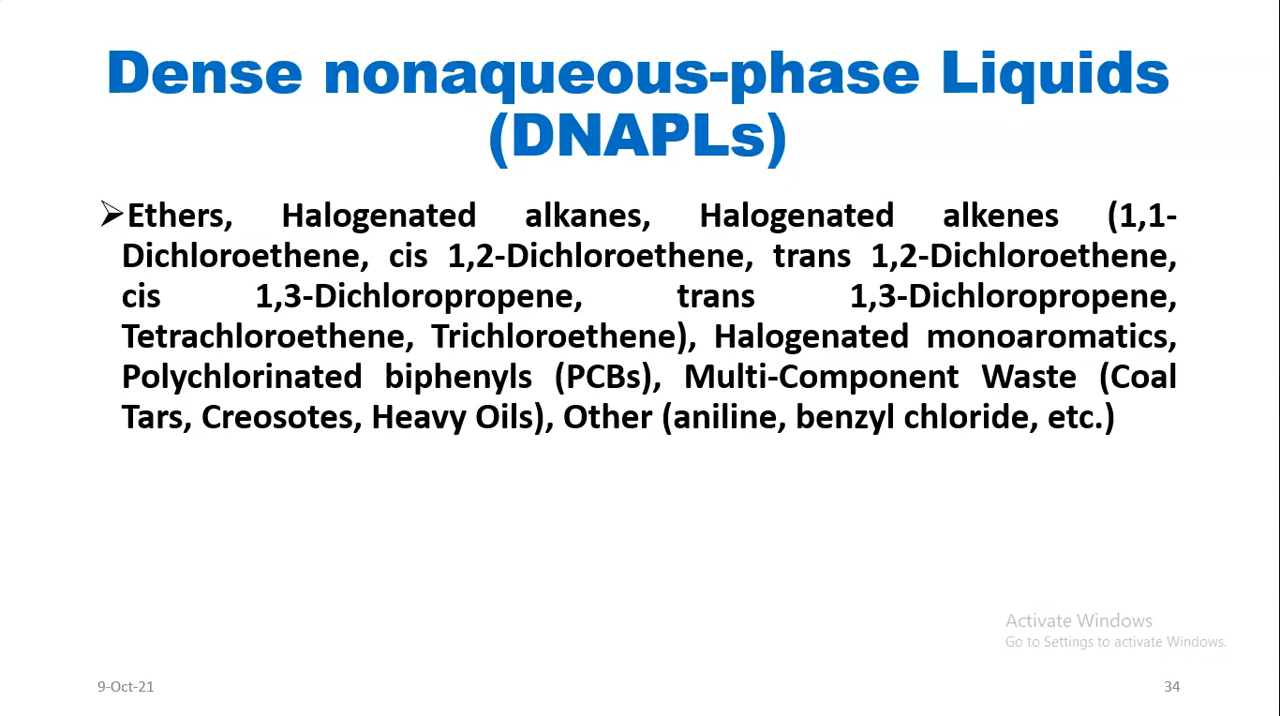 Dense nonaqueous-phase Liquids
(DNAPLs)
➢Ethers, Halogenated alkanes, Halogenated alkenes (1,1-
Dichloroethene, cis 1,2-Dichloroethene, trans 1,2-Dichloroethene,
cis 1,3-Dichloropropene, trans 1,3-Dichloropropene,
Tetrachloroethene, Trichloroethene), Halogenated monoaromatics,
Polychlorinated biphenyls (PCBs), Multi-Component Waste (Coal
Tars, Creosotes, Heavy Oils), Other (aniline, benzyl chloride, etc.)
Activate Windows
Go to Settings to activate Windows.
9-Oct-21
34